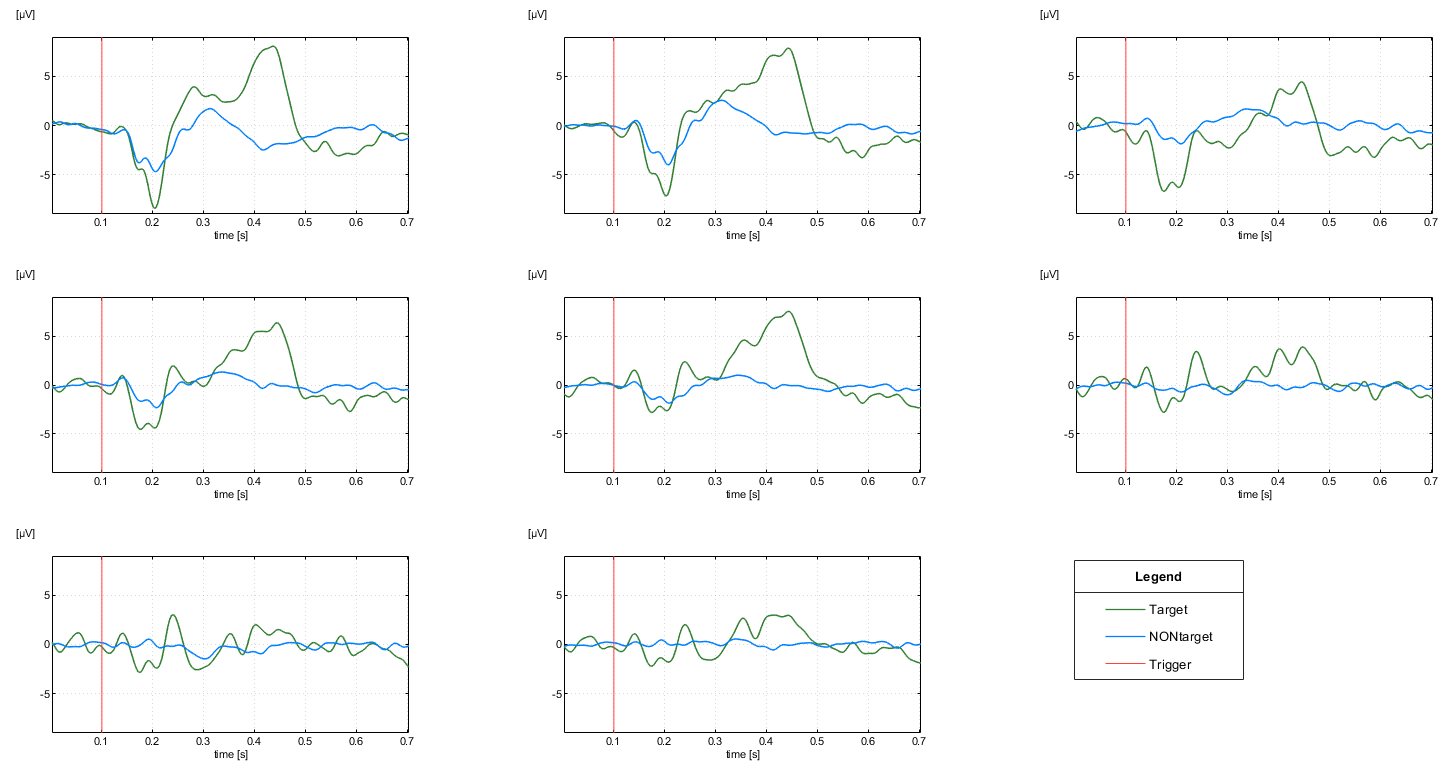 [µV] [µV] [µV]
5 5 5
0 0 0
-5 -5 -5
0.1 0.2 0.3 0.4 0.5 0.6 0.7 0.1 0.2 0.3 0.4 0.5 0.6 0.7 0.1 0.2 0.3 0.4 0.5 0.6 0.7
time [s] time [s] time [s]
[µV] [µV] [µV]
5 5 5
0 0 0
-5 -5 -5
0.1 0.2 0.3 0.4 0.5 0.6 0.7 0.1 0.2 0.3 0.4 0.5 0.6 0.7 0.1 0.2 0.3 0.4 0.5 0.6 0.7
time [s] time [s] time [s]
[µV] [µV]
5 5
0 0
-5 -5
0.1 0.2 0.3 0.4 0.5 0.6 0.7 0.1 0.2 0.3 0.4 0.5 0.6 0.7
time [s] time [s]
Legend
Target
NONtarget
Trigger